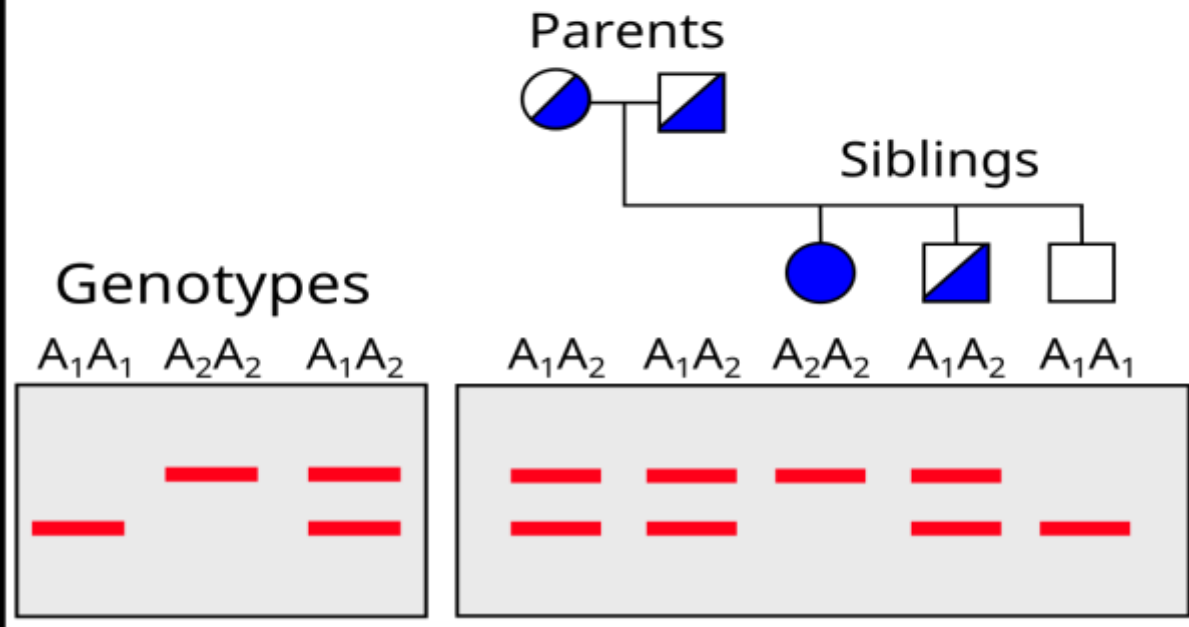 Parents
Siblings
Genotypes
A₁A₁ A₂A₂ A₁A₂ A₁A₂ A₁A₂ A₂A₂ A₁A₂ A₁A₁